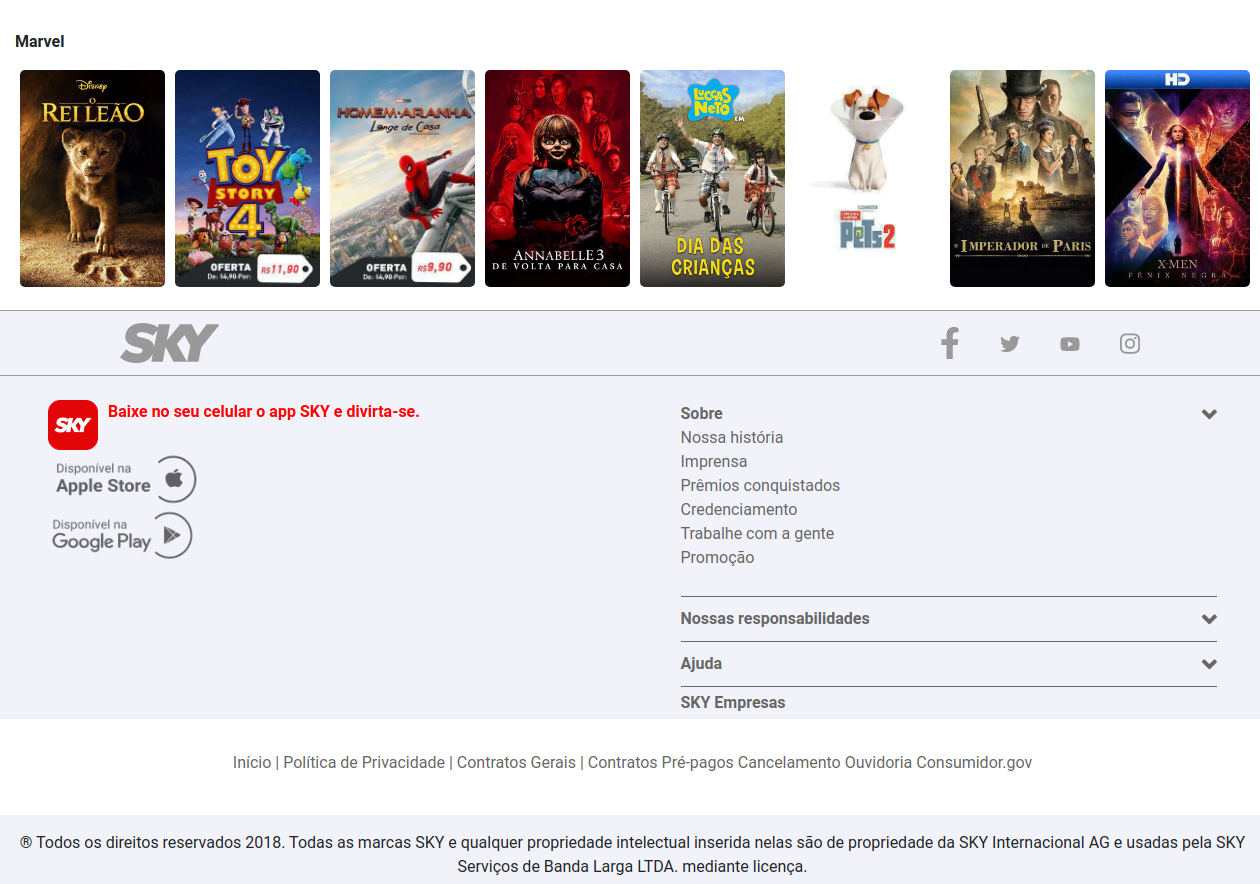 Marvel
Disney
O
REI LEÃO
TOY
STORY
4
OFERTA
De: 14,90 Por:
R$11,90
HOMEM-ARANHA
Longe de Casa
OFERTA
De: 14,90 Por:
R$9,90
ANNABELLE 3
DE VOLTA PARA CASA
LUCCAS
NETO
EM
DIA DAS
CRIANÇAS
PETS 2
O IMPERADOR DE PARIS
HD
X-MEN
FÊNIX NEGRA
SKY
SKY
Baixe no seu celular o app SKY e divirta-se.
Disponível na
Apple Store
Disponível na
Google Play
Sobre
Nossa história
Imprensa
Prêmios conquistados
Credenciamento
Trabalhe com a gente
Promoção
Nossas responsabilidades
Ajuda
SKY Empresas
Início | Política de Privacidade | Contratos Gerais | Contratos Pré-pagos Cancelamento Ouvidoria Consumidor.gov
® Todos os direitos reservados 2018. Todas as marcas SKY e qualquer propriedade intelectual inserida nelas são de propriedade da SKY Internacional AG e usadas pela SKY
Serviços de Banda Larga LTDA. mediante licença.